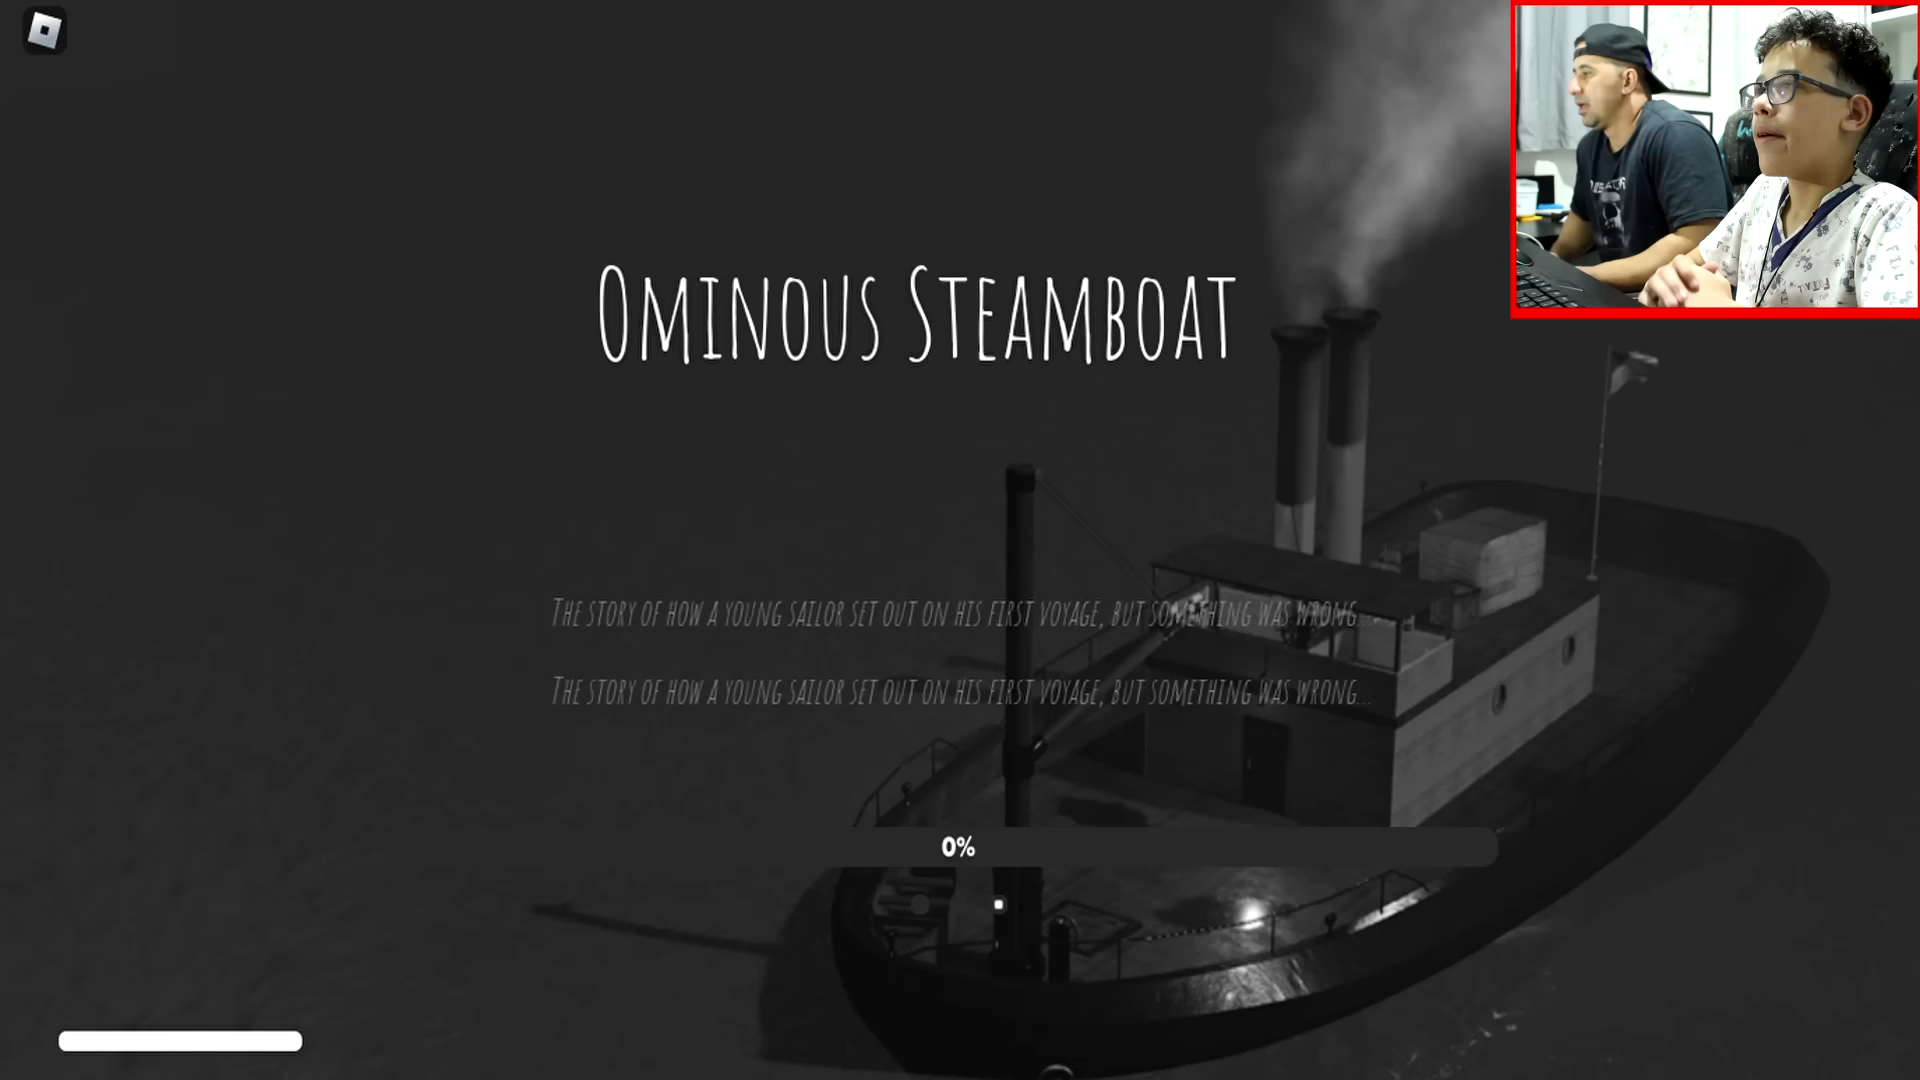 Ominous Steamboat
The story of how a young sailor set out on his first voyage, but something was wrong...
The story of how a young sailor set out on his first voyage, but something was wrong...
0%